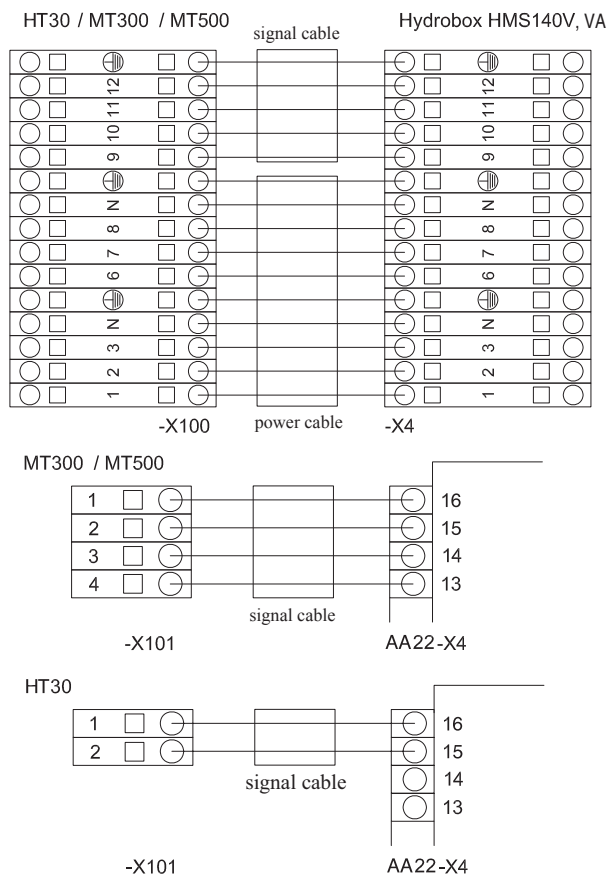 HT30 / MT300 / MT500
signal cable
Hydrobox HMS140V, VA
12 12
11 11
10 10
9 9
N N
8 8
7 7
6 6
N N
3 3
2 2
1 1
-X100
power cable
-X4
MT300 / MT500
1 16
2 15
3 14
4 13
signal cable
-X101
AA22-X4
HT30
1 16
2 15
14
signal cable
13
-X101
AA22-X4